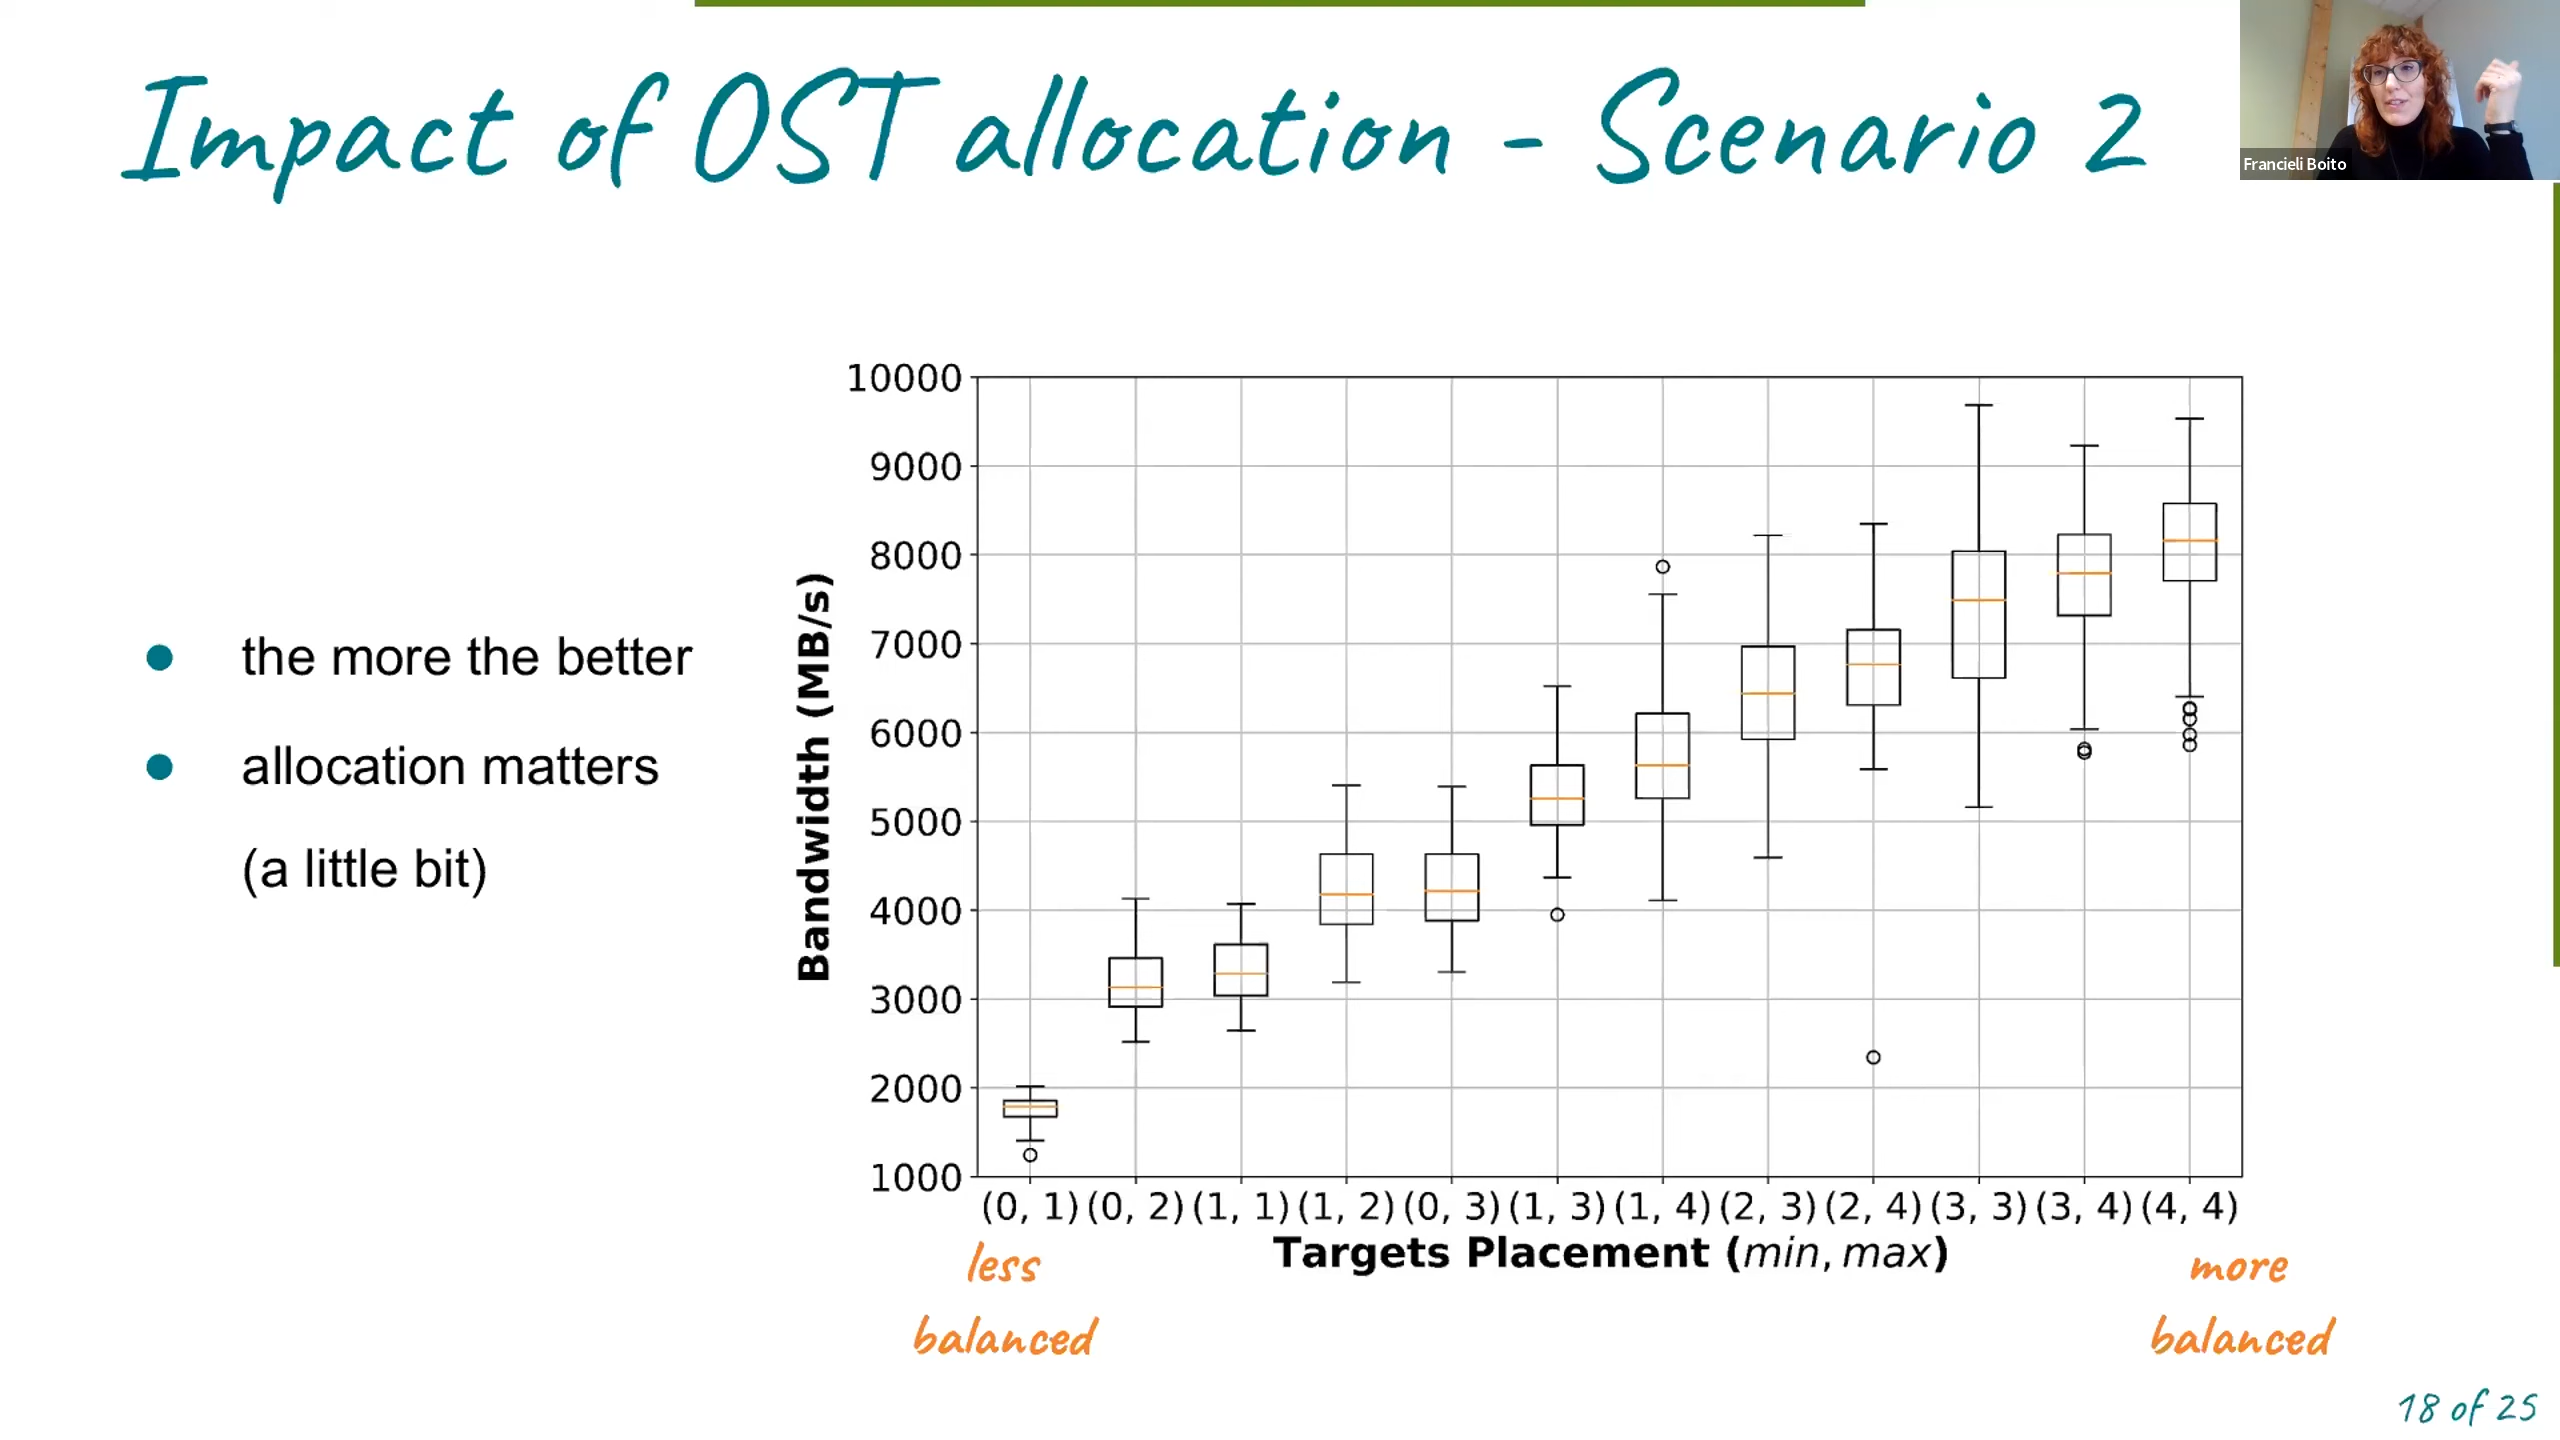 Impact of OST allocation - Scenario 2
Francieli Boito
the more the better
allocation matters
(a little bit)
Bandwidth (MB/s)
10000
9000
8000
7000
6000
5000
4000
3000
2000
1000
(0, 1) (0, 2) (1, 1) (1, 2) (0, 3) (1, 3) (1, 4) (2, 3) (2, 4) (3, 3) (3, 4) (4, 4)
Targets Placement (min, max)
less
balanced
more
balanced
18 of 25